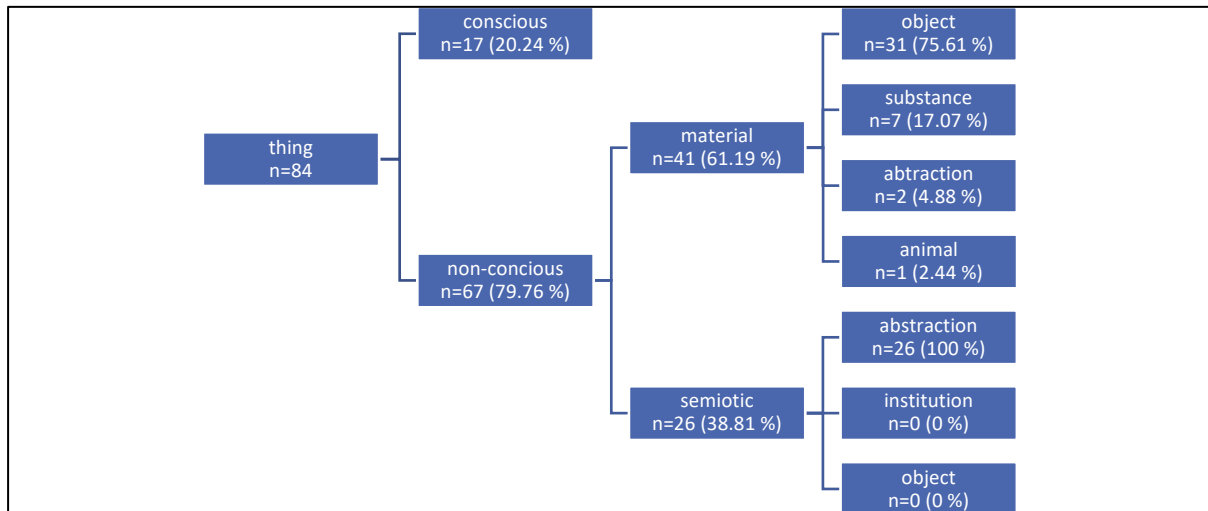 thing
n=84
conscious
n=17 (20.24 %)
non-concious
n=67 (79.76 %)
material
n=41 (61.19 %)
semiotic
n=26 (38.81 %)
object
n=31 (75.61 %)
substance
n=7 (17.07 %)
abtraction
n=2 (4.88 %)
animal
n=1 (2.44 %)
abstraction
n=26 (100 %)
institution
n=0 (0 %)
object
n=0 (0 %)